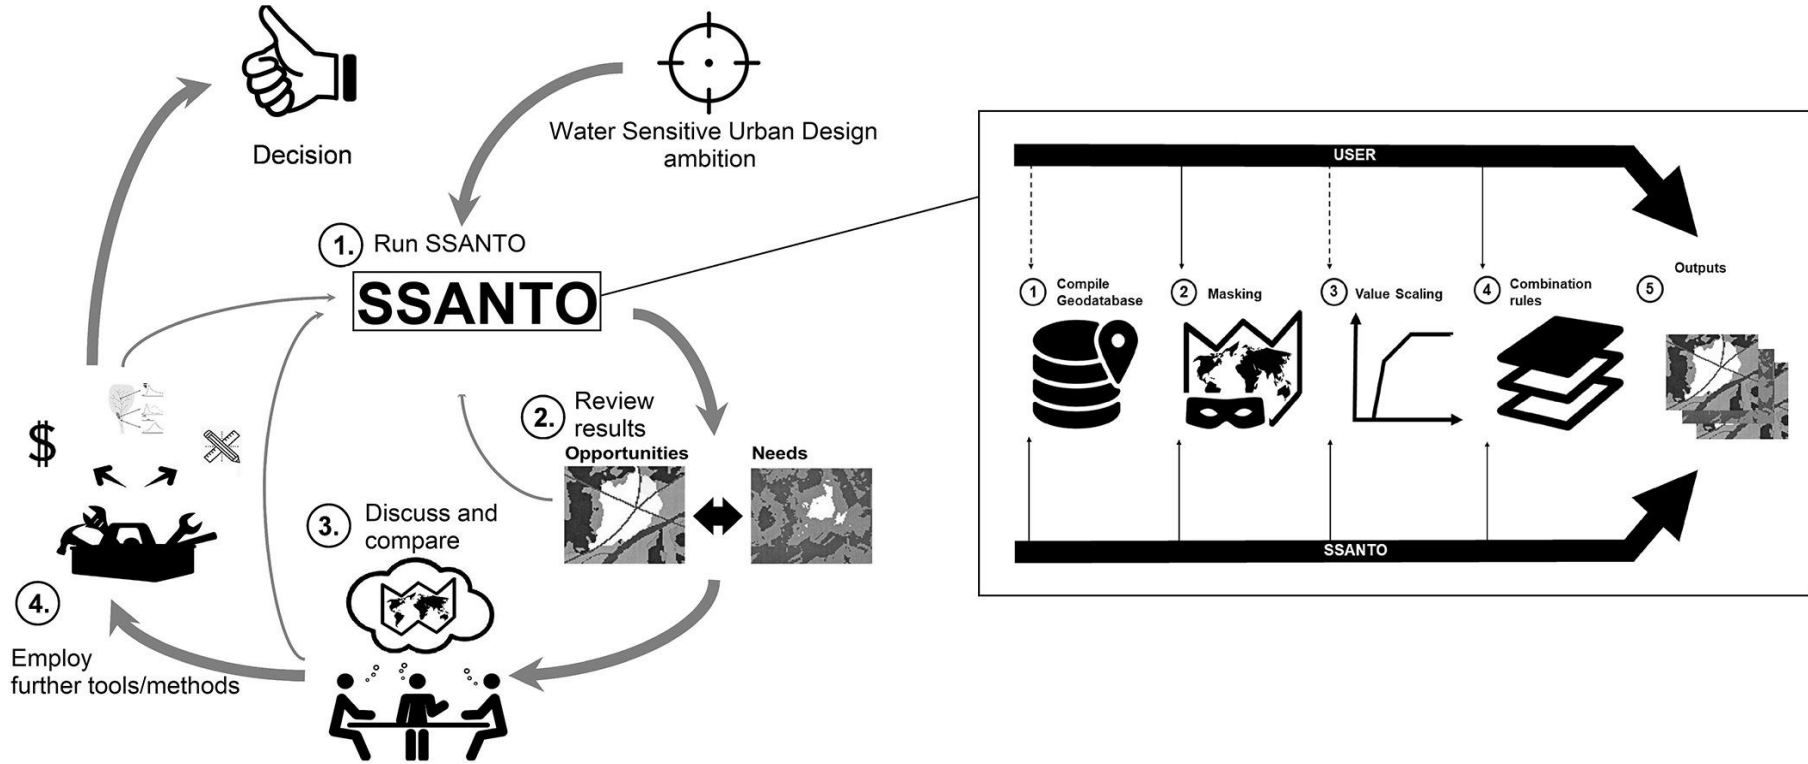 Decision
Water Sensitive Urban Design
ambition
1. Run SSANTO
SSANTO
2. Review
results
Opportunities
Needs
3. Discuss and
compare
$
4.
Employ
further tools/methods
USER
1 Compile
Geodatabase
2 Masking
3 Value Scaling
4 Combination
rules
5 Outputs
SSANTO